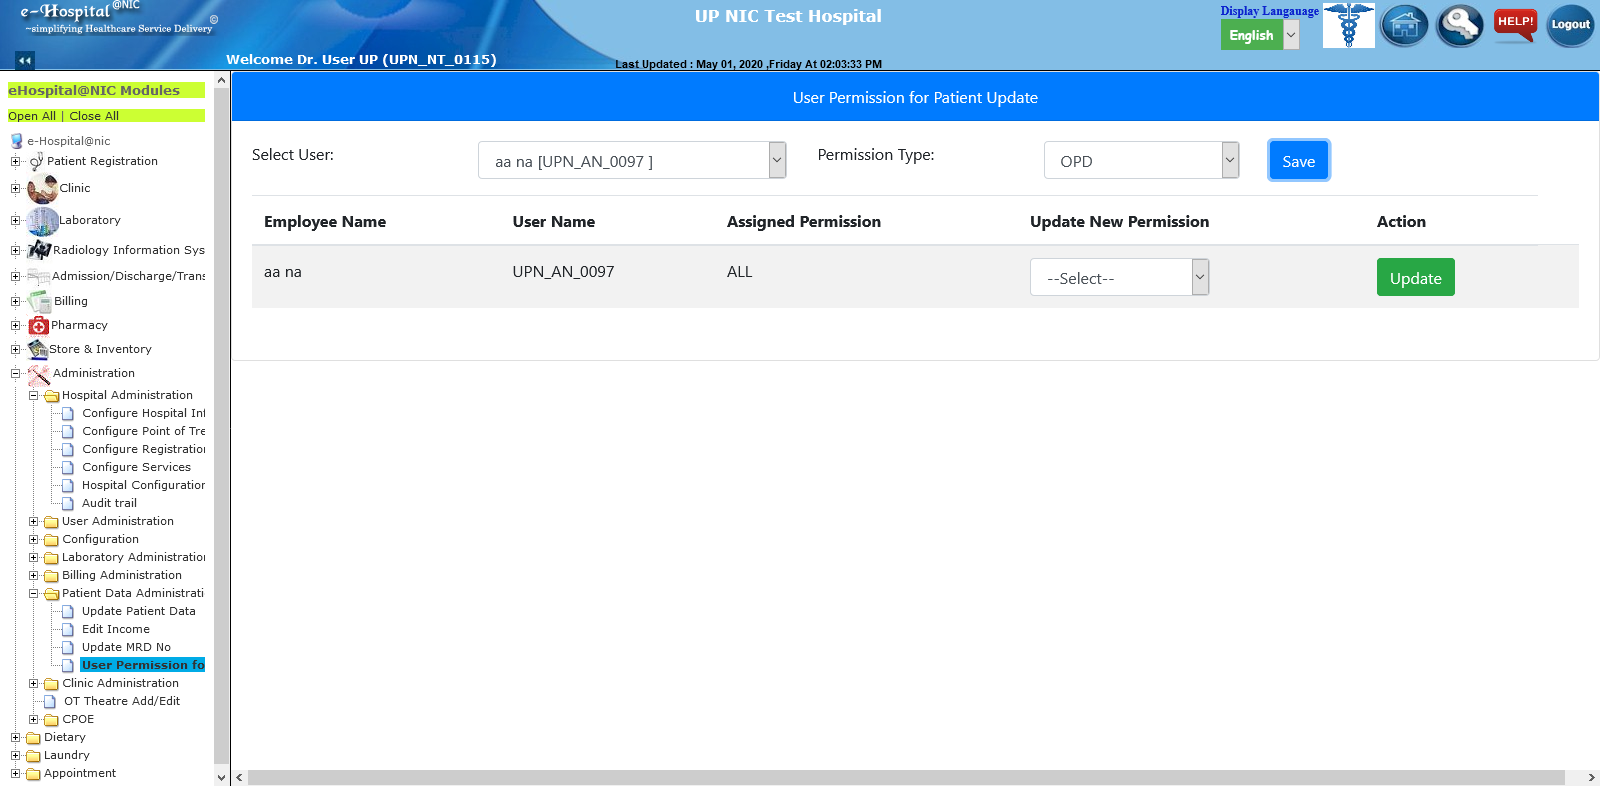 e-Hospital@NIC ©
~simplifying Healthcare Service Delivery
UP NIC Test Hospital
Display Langauage
English
HELP!
Logout
Welcome Dr. User UP (UPN_NT_0115)
Last Updated : May 01, 2020 ,Friday At 02:03:33 PM
eHospital@NIC Modules
Open All | Close All
e-Hospital@nic
Patient Registration
Clinic
Laboratory
Radiology Information Sys
Admission/Discharge/Trans
Billing
Pharmacy
Store & Inventory
Administration
Hospital Administration
Configure Hospital Inf
Configure Point of Tre
Configure Registration
Configure Services
Hospital Configuration
Audit trail
User Administration
Configuration
Laboratory Administration
Billing Administration
Patient Data Administrati
Update Patient Data
Edit Income
Update MRD No
User Permission fo
Clinic Administration
OT Theatre Add/Edit
CPOE
Dietary
Laundry
Appointment
User Permission for Patient Update
Select User: aa na [UPN_AN_0097 ] Permission Type: OPD Save
Employee Name User Name Assigned Permission Update New Permission Action
aa na UPN_AN_0097 ALL --Select-- Update